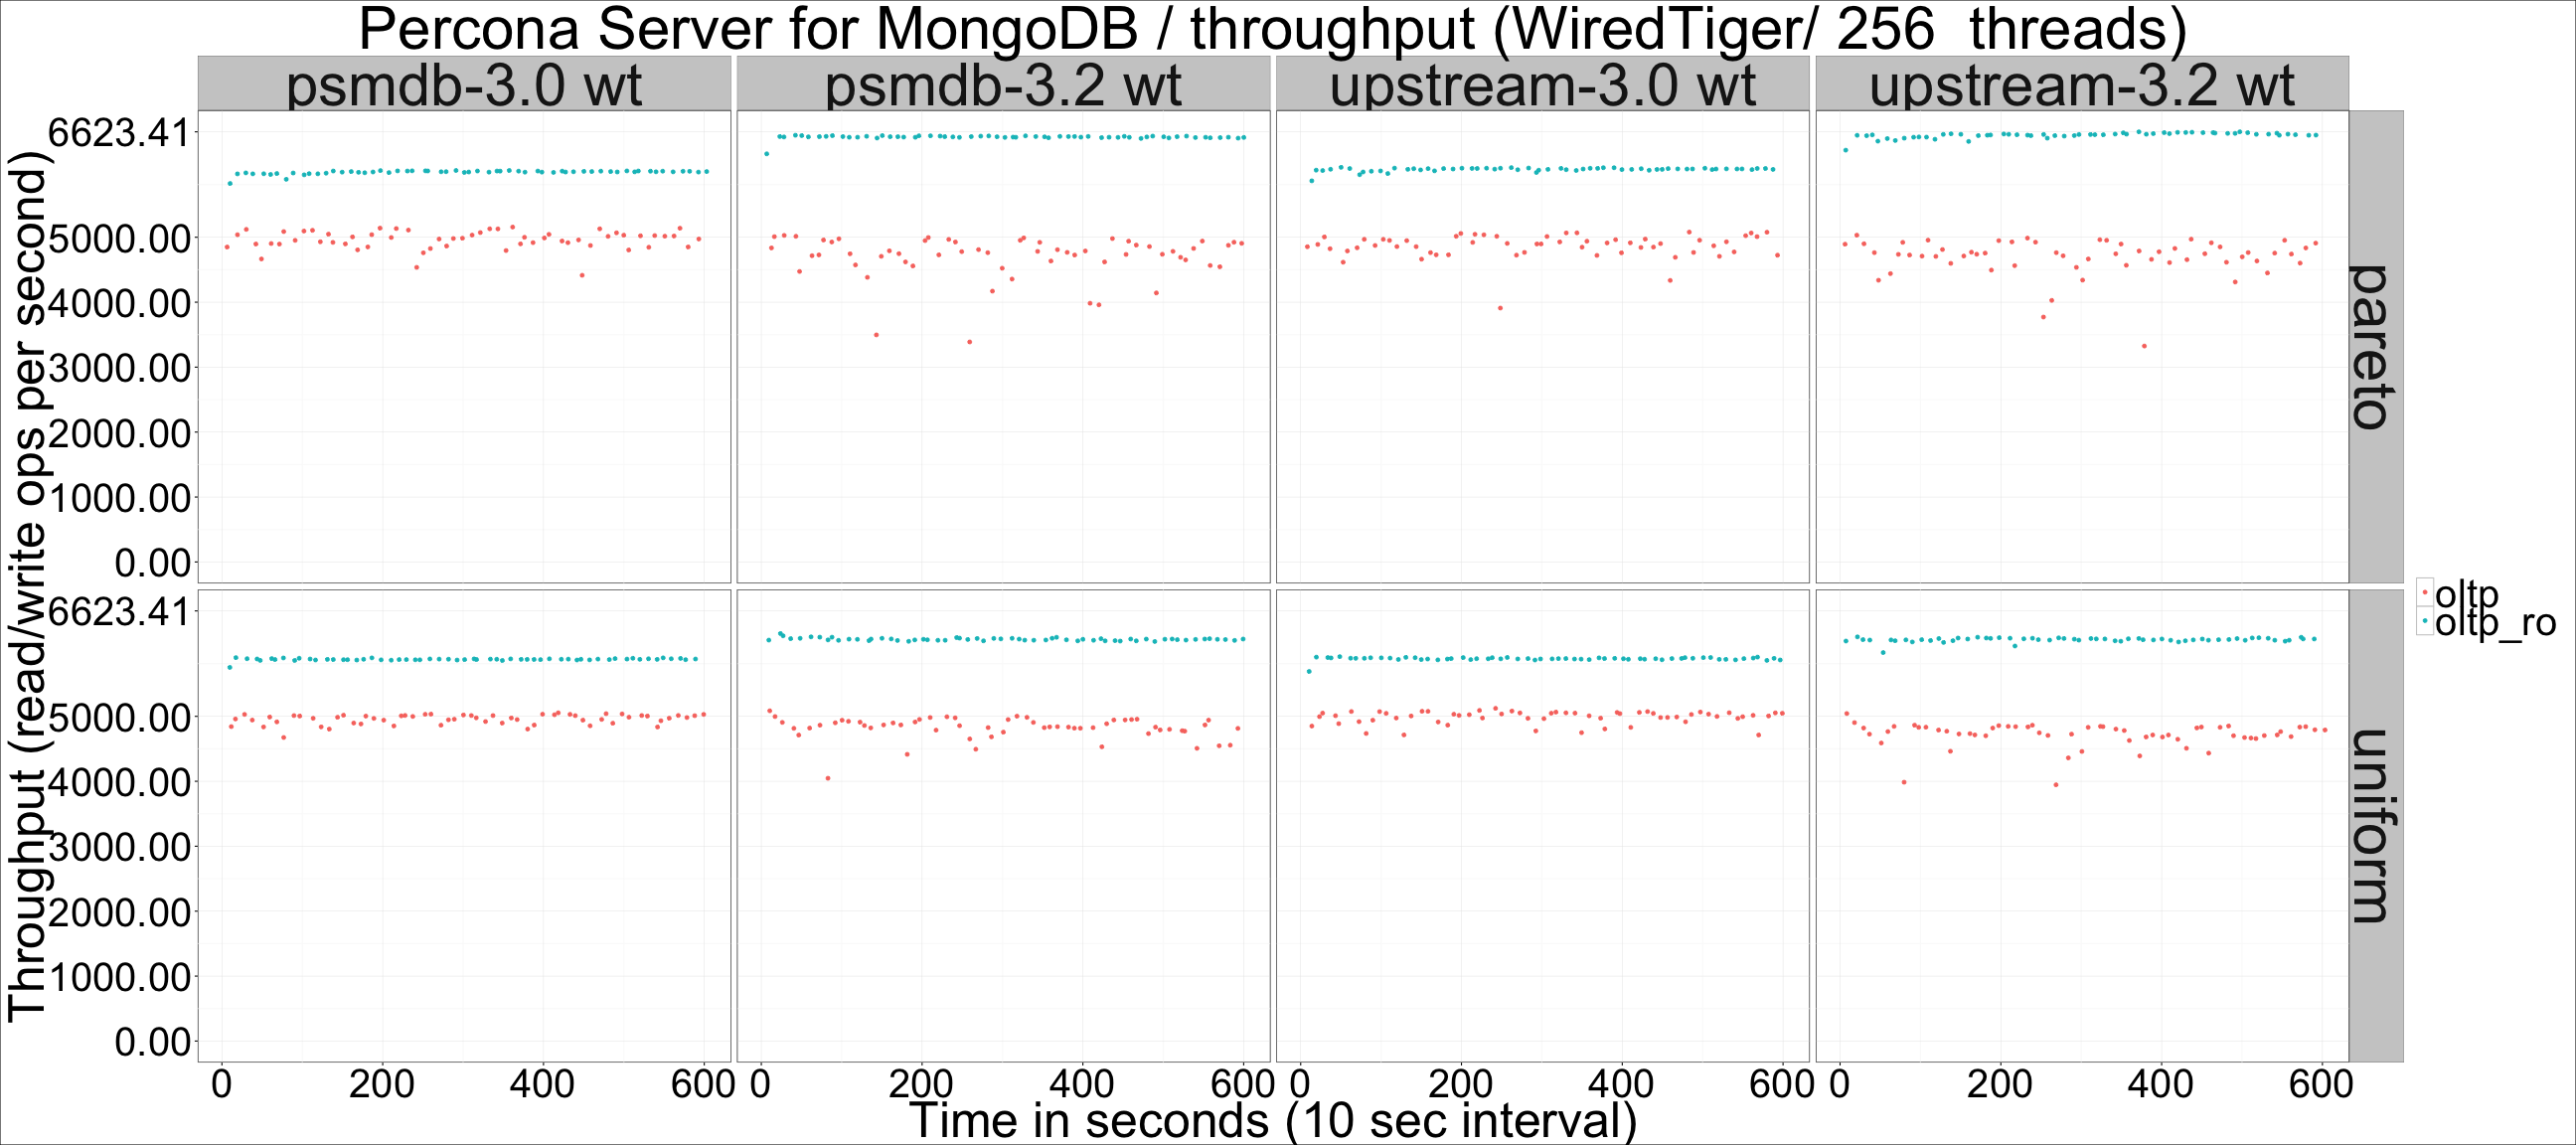 Percona Server for MongoDB / throughput (WiredTiger/ 256  threads)
psmdb-3.0 wt
psmdb-3.2 wt
upstream-3.0 wt
upstream-3.2 wt
Throughput (read/write ops per second)
6623.41
5000.00
4000.00
3000.00
2000.00
1000.00
0.00
pareto
6623.41
5000.00
4000.00
3000.00
2000.00
1000.00
0.00
uniform
oltp
oltp_ro
0 200 400 600
0 200 400 600
0 200 400 600
0 200 400 600
Time in seconds (10 sec interval)